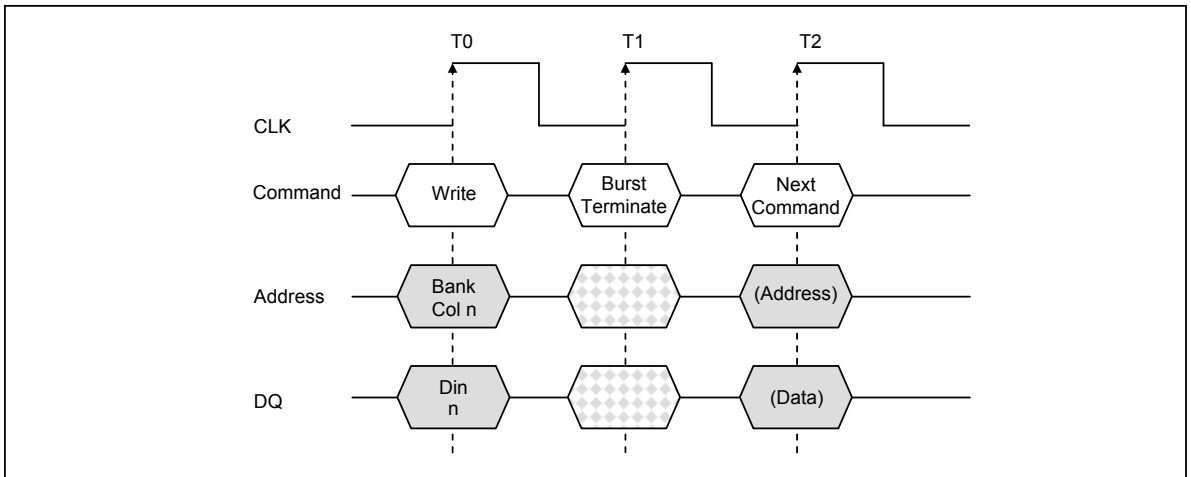 T0 T1 T2
CLK
Command Write Burst Terminate Next Command
Address Bank Col n (Address)
DQ Din n (Data)